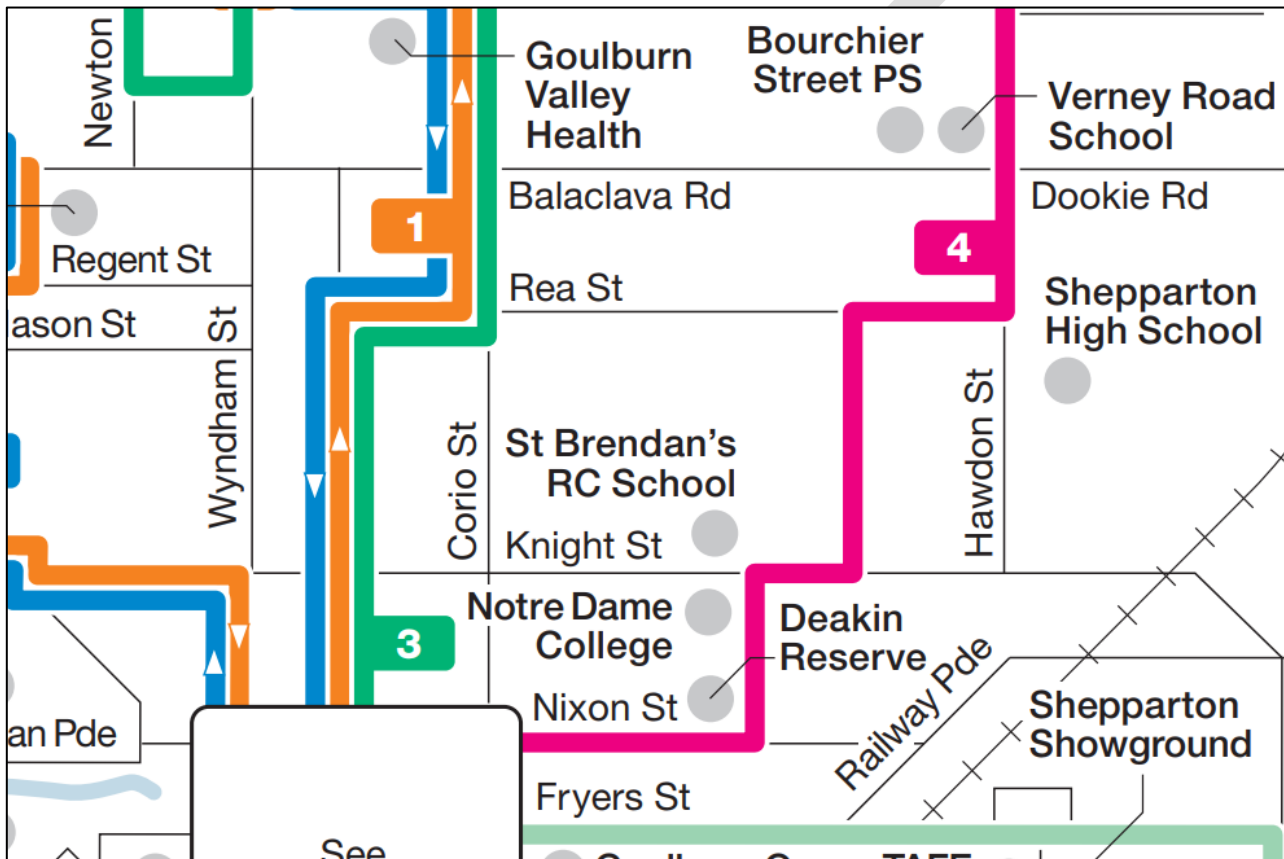 Newton
Goulburn
Valley
Health
Bourchier
Street PS
Verney Road
School
Balaclava Rd
Dookie Rd
1
4
Regent St
Rea St
Shepparton
High School
ason St
Wyndham St
Corio St
Hawdon St
St Brendan's
RC School
Knight St
Notre Dame
College
Deakin
Reserve
3
Nixon St
Railway Pde
Shepparton
Showground
an Pde
Fryers St
See